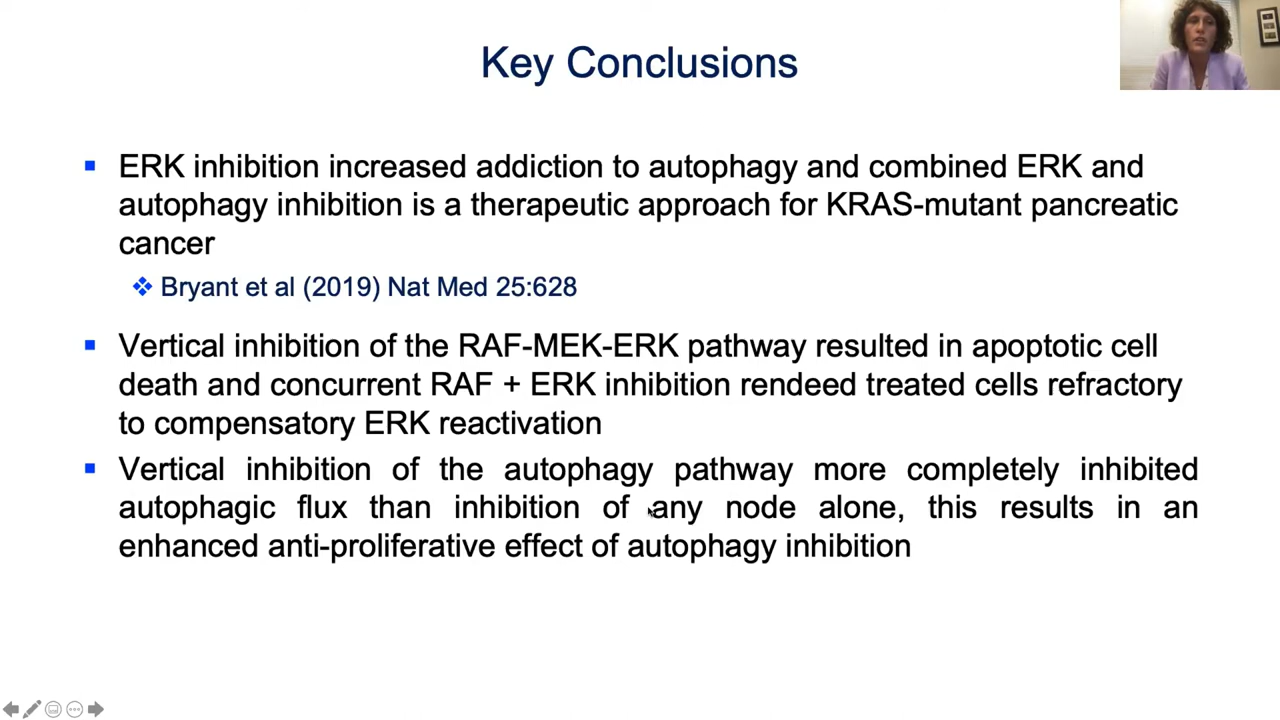 Key Conclusions
ERK inhibition increased addiction to autophagy and combined ERK and
autophagy inhibition is a therapeutic approach for KRAS-mutant pancreatic
cancer
Bryant et al (2019) Nat Med 25:628
Vertical inhibition of the RAF-MEK-ERK pathway resulted in apoptotic cell
death and concurrent RAF + ERK inhibition rendeed treated cells refractory
to compensatory ERK reactivation
Vertical inhibition of the autophagy pathway more completely inhibited
autophagic flux than inhibition of any node alone, this results in an
enhanced anti-proliferative effect of autophagy inhibition